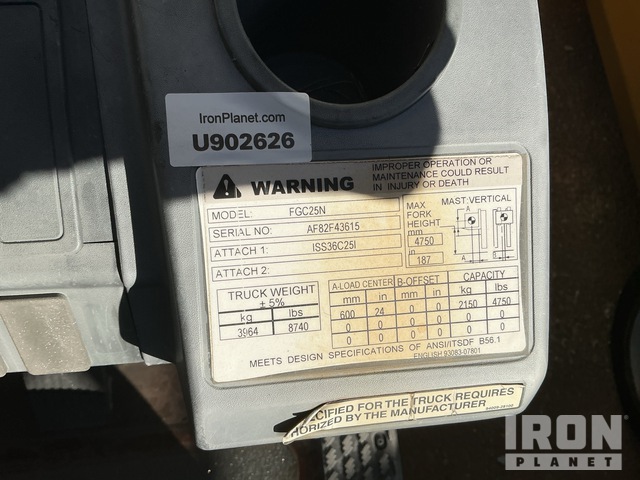 IronPlanet.com
U902626
WARNING
IMPROPER OPERATION OR
MAINTENANCE COULD RESULT
IN INJURY OR DEATH
MODEL: FGC25N
SERIAL NO: AF82F43615
ATTACH 1: ISS36C25I
ATTACH 2:
MAX
FORK
HEIGHT
mm
4750
in
187
MAST VERTICAL
TRUCK WEIGHT
± 5%
kg lbs
3964 8740
A-LOAD CENTER B-OFFSET CAPACITY
mm in mm in kg lbs
600 24 0 0 2150 4750
0 0 0 0 0 0
0 0 0 0 0 0
MEETS DESIGN SPECIFICATIONS OF ANSI/ITSDF B56.1
ENGLISH 93083-07801
SPECIFIED FOR THE TRUCK REQUIRES
HORIZED BY THE MANUFACTURER
IRON
PLANET